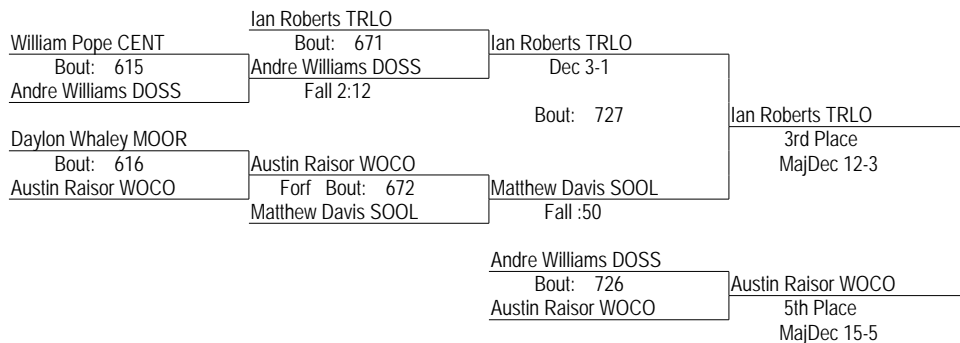 Ian Roberts TRLO
William Pope CENT
Bout: 671
Ian Roberts TRLO
Bout: 615
Andre Williams DOSS
Dec 3-1
Andre Williams DOSS
Fall 2:12
Bout: 727
Ian Roberts TRLO
Daylon Whaley MOOR
3rd Place
Bout: 616
Austin Raisor WOCO
MajDec 12-3
Austin Raisor WOCO
Forf Bout: 672
Matthew Davis SOOL
Matthew Davis SOOL
Fall :50
Andre Williams DOSS
Bout: 726
Austin Raisor WOCO
Austin Raisor WOCO
5th Place
MajDec 15-5